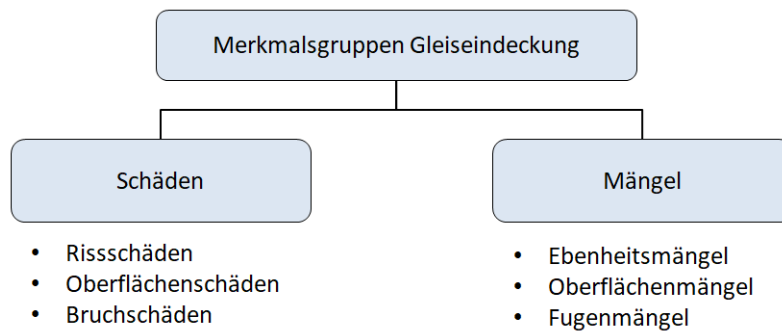 Merkmalsgruppen Gleiseindeckung
Schäden
• Rissschäden
• Oberflächenschäden
• Bruchschäden
Mängel
• Ebenheitsmängel
• Oberflächenmängel
• Fugenmängel